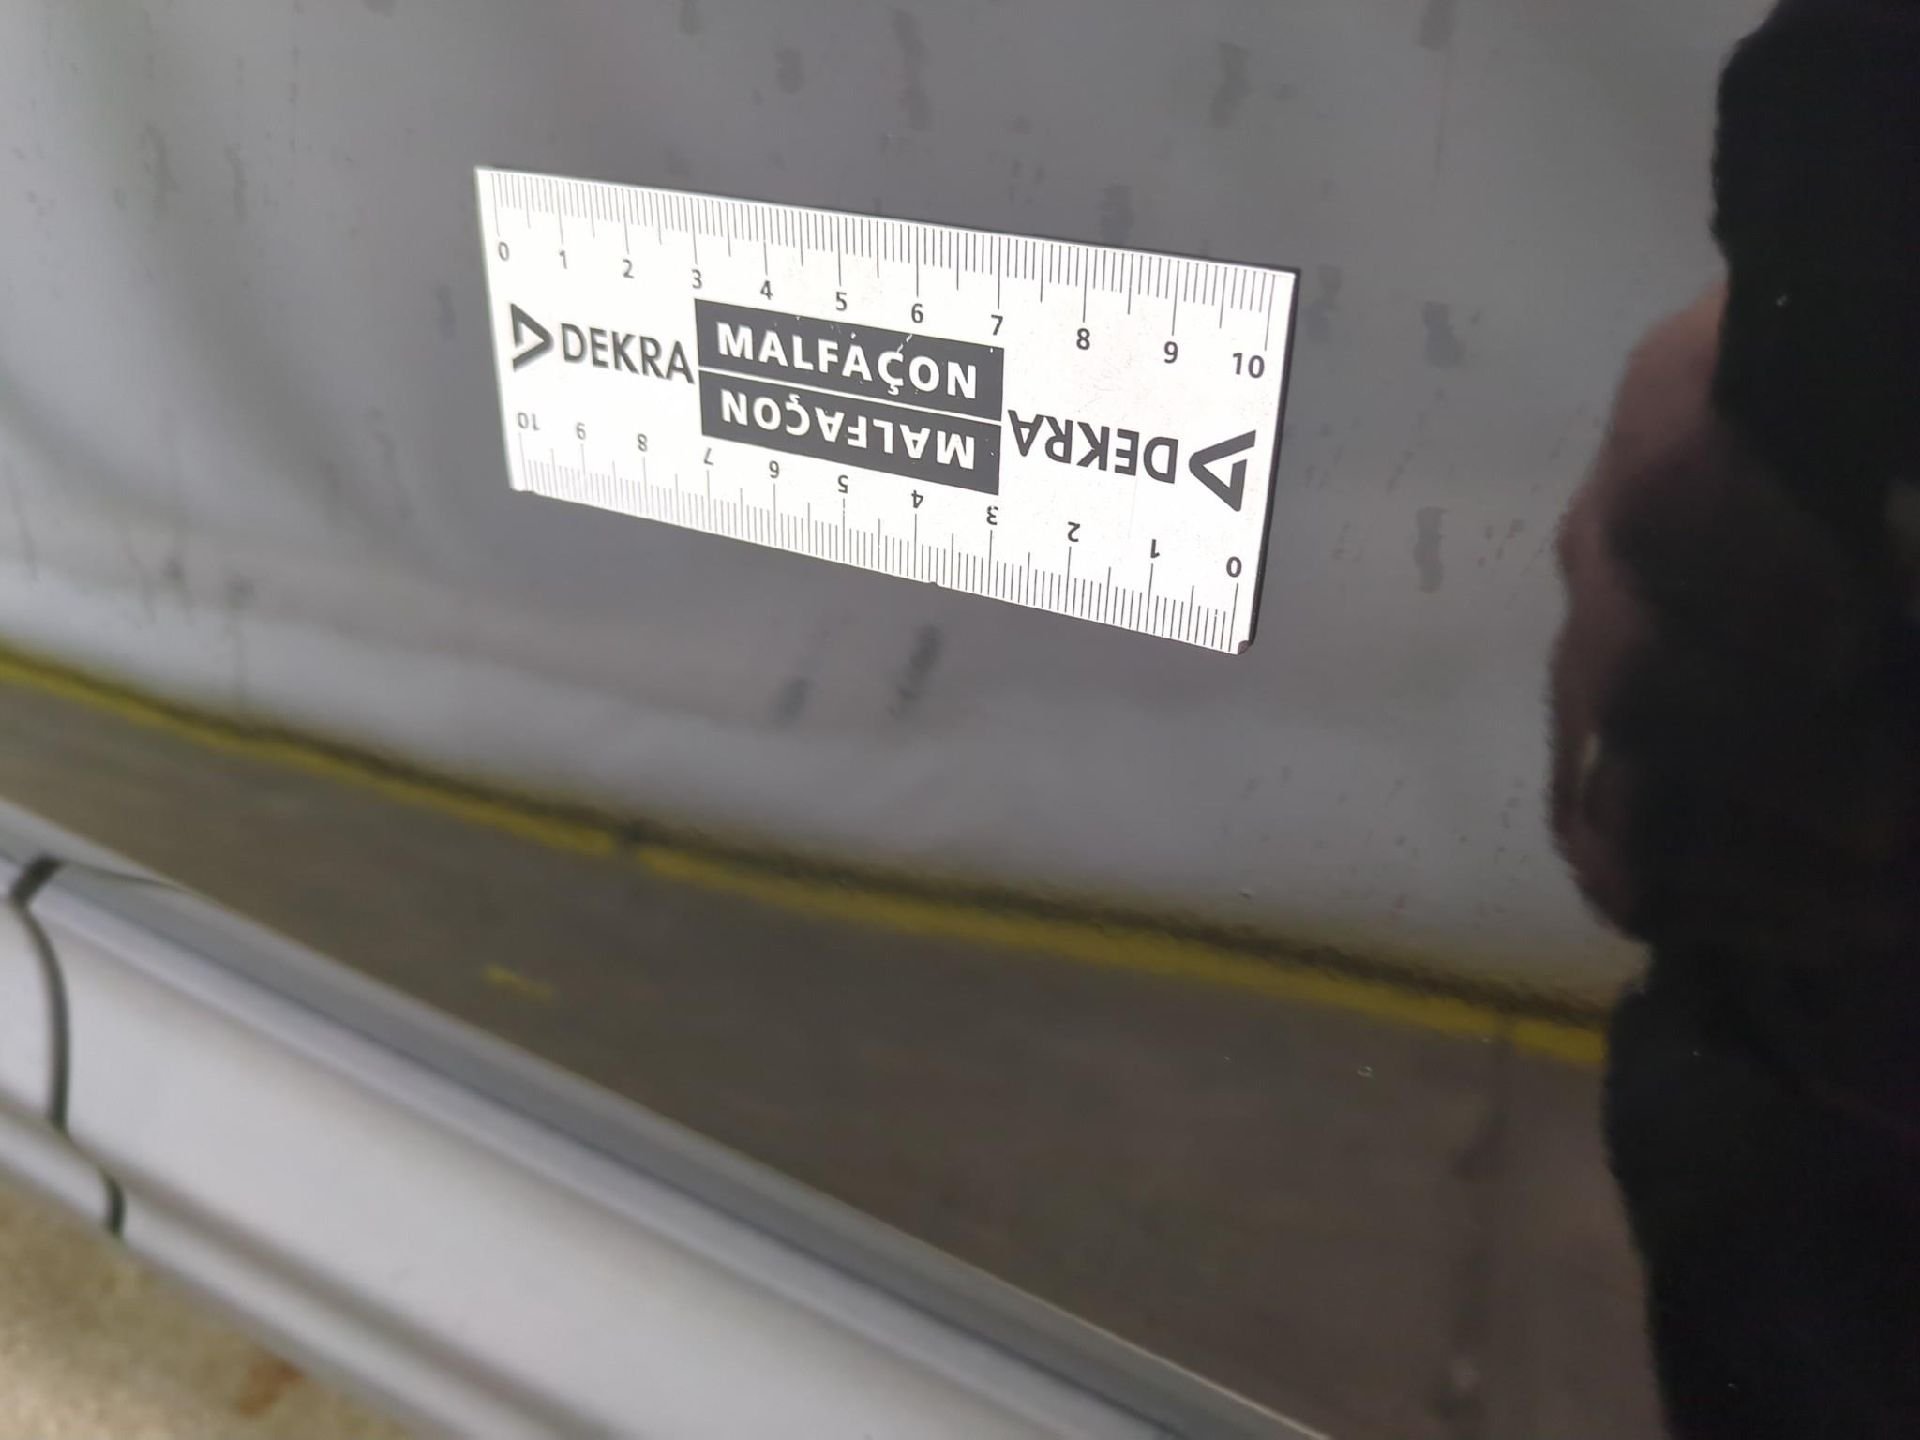 0 1 2 3 4 5 6 7 8 9 10
DEKRA MALFAÇON
MALFAÇON DEKRA
10 9 8 7 6 5 4 3 2 1 0